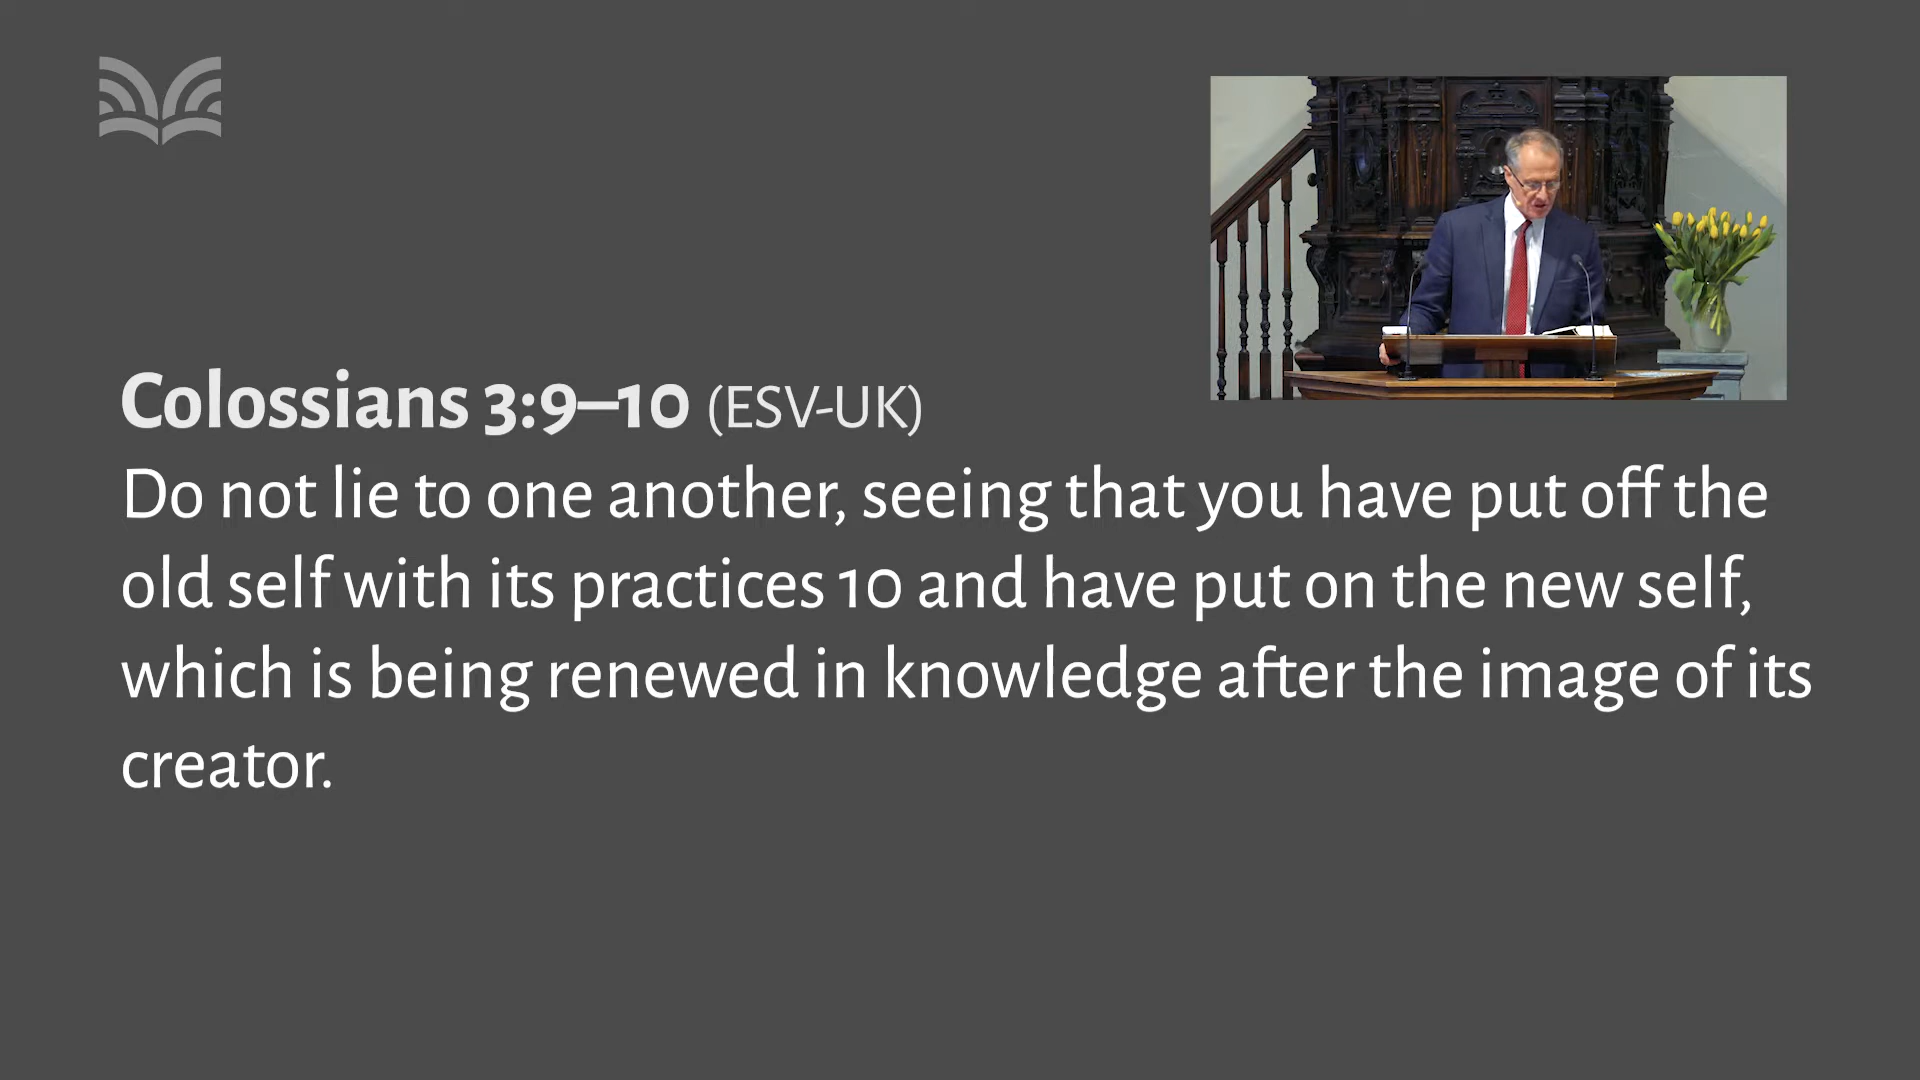 Colossians 3:9–10 (ESV-UK)
Do not lie to one another, seeing that you have put off the
old self with its practices 10 and have put on the new self,
which is being renewed in knowledge after the image of its
creator.